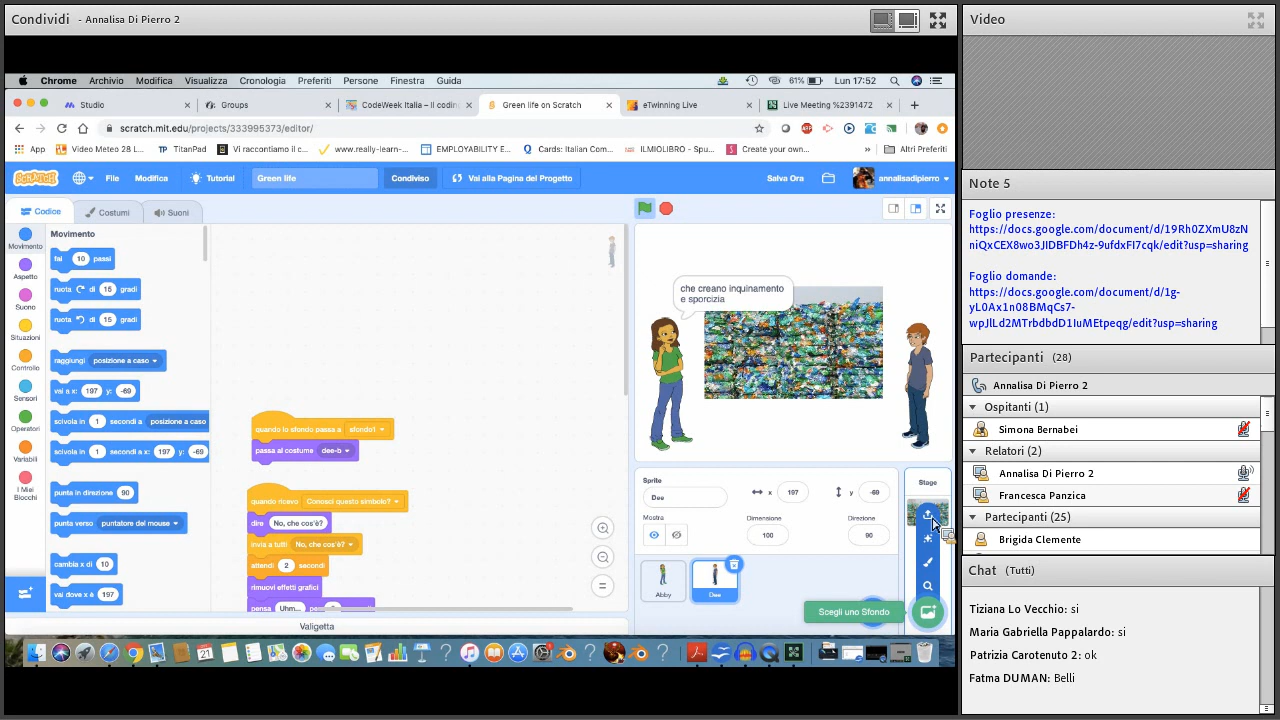 Condividi - Annalisa Di Pierro 2
Chrome Archivio Modifica Visualizza Cronologia Preferiti Persone Finestra Guida 61% Lun 17:52
Studio Groups CodeWeek Italia – Il codin Green life on Scratch eTwinning Live Live Meeting %2391472
scratch.mit.edu/projects/333995373/editor/
App Video Meteo 28 L... TitanPad Vi raccontiamo il c... www.really-learn-... EMPLOYABILITY E... Cards: Italian Com... ILMIOLIBRO - Spu... Create your own... » Altri Preferiti
SCRATCH File Modifica Tutorial Green life Condiviso Vai alla Pagina del Progetto Salva Ora annalisadipierro
Codice Costumi Suoni
Movimento
Movimento
Aspetto
Suono
Situazioni
Controllo
Sensori
Operatori
Variabili
I Miei
Blocchi
fai 10 passi
ruota di 15 gradi
ruota di 15 gradi
raggiungi posizione a caso
vai a x: 197 y: -69
scivola in 1 secondi a posizione a caso
scivola in 1 secondi a x: 197 y: -69
punta in direzione 90
punta verso puntatore del mouse
cambia x di 10
vai dove x è 197
quando lo sfondo passa a sfondo1
passa al costume dee-b
quando ricevo Conosci questo simbolo?
dire No, che cos'è?
invia a tutti No, che cos'è?
attendi 2 secondi
rimuovi effetti grafici
pensa Uhm...
Valigetta
che creano inquinamento
e sporcizia
Sprite
Dee
x 197 y -69
Mostra Dimensione Direzione
100 90
Abby Dee
Stage
Scegli uno Sfondo
Video
Note 5
Foglio presenze:
https://docs.google.com/document/d/19Rh0ZXmU8zN
niQxCEX8wo3JIDBFDh4z-9ufdxFI7cqk/edit?usp=sharing
Foglio domande:
https://docs.google.com/document/d/1g-
yL0Ax1n08BMqCs7-
wpJlLd2MTrbdbdD1IuMEtpeqg/edit?usp=sharing
Partecipanti (28)
Annalisa Di Pierro 2
Ospitanti (1)
Simona Bernabei
Relatori (2)
Annalisa Di Pierro 2
Francesca Panzica
Partecipanti (25)
Brigida Clemente
Chat (Tutti)
Tiziana Lo Vecchio: si
Maria Gabriella Pappalardo: si
Patrizia Carotenuto 2: ok
Fatma DUMAN: Belli